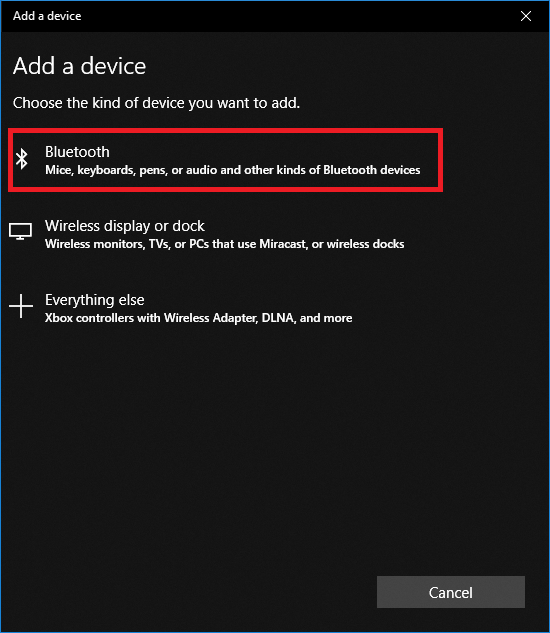 Add a device
Add a device
Choose the kind of device you want to add.
Bluetooth
Mice, keyboards, pens, or audio and other kinds of Bluetooth devices
Wireless display or dock
Wireless monitors, TVs, or PCs that use Miracast, or wireless docks
Everything else
Xbox controllers with Wireless Adapter, DLNA, and more
Cancel